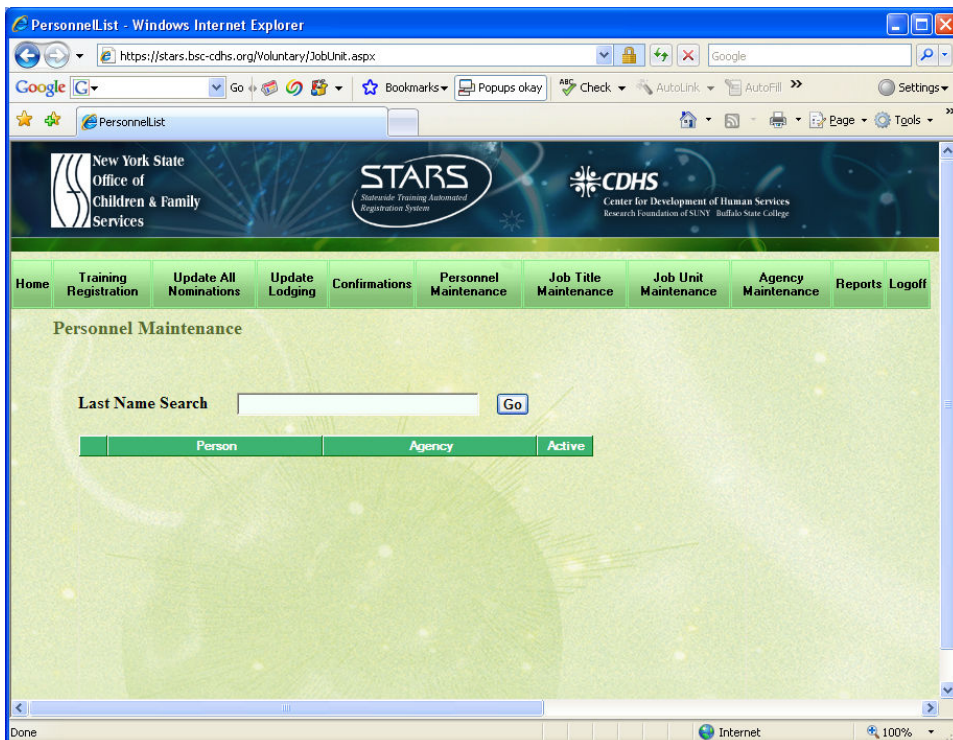 PersonnelList - Windows Internet Explorer
https://stars.bsc-cdhs.org/Voluntary/JobUnit.aspx
Google
Google G Go Bookmarks Popups okay ABC Check AutoLink AutoFill Settings
PersonnelList Page Tools
New York State
Office of
Children & Family
Services
STARS
Statewide Training Automated
Registration System
CDHS
Center for Development of Human Services
Research Foundation of SUNY Buffalo State College
Home
Training
Registration
Update All
Nominations
Update
Lodging
Confirmations
Personnel
Maintenance
Job Title
Maintenance
Job Unit
Maintenance
Agency
Maintenance
Reports
Logoff
Personnel Maintenance
Last Name Search Go
Person Agency Active
Done Internet 100%